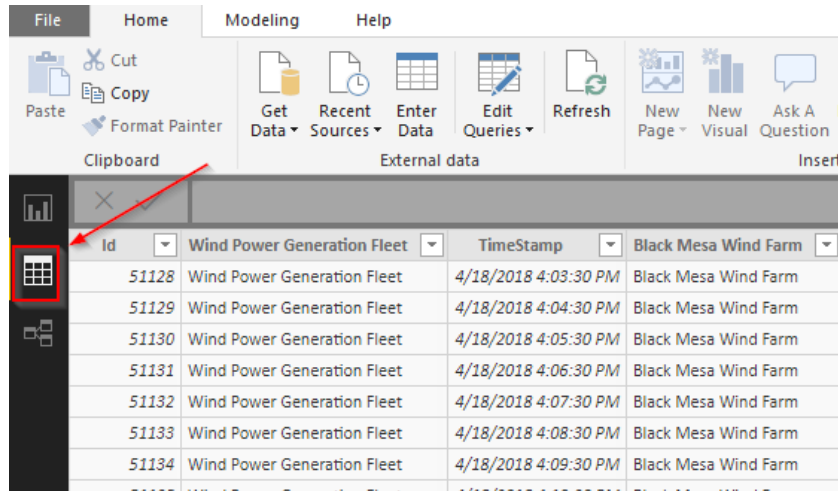 File Home Modeling Help
Cut
Copy
Paste
Format Painter
Get Data
Recent Sources
Enter Data
Edit Queries
Refresh
New Page
New Visual
Ask A Question
Clipboard External data Insert
Id Wind Power Generation Fleet TimeStamp Black Mesa Wind Farm
51128 Wind Power Generation Fleet 4/18/2018 4:03:30 PM Black Mesa Wind Farm
51129 Wind Power Generation Fleet 4/18/2018 4:04:30 PM Black Mesa Wind Farm
51130 Wind Power Generation Fleet 4/18/2018 4:05:30 PM Black Mesa Wind Farm
51131 Wind Power Generation Fleet 4/18/2018 4:06:30 PM Black Mesa Wind Farm
51132 Wind Power Generation Fleet 4/18/2018 4:07:30 PM Black Mesa Wind Farm
51133 Wind Power Generation Fleet 4/18/2018 4:08:30 PM Black Mesa Wind Farm
51134 Wind Power Generation Fleet 4/18/2018 4:09:30 PM Black Mesa Wind Farm